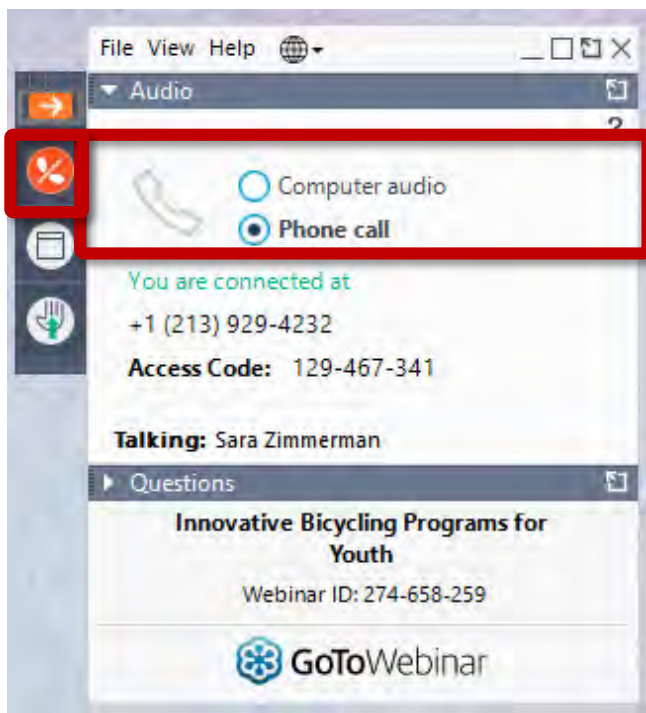 File View Help
Audio
?
Computer audio
Phone call
You are connected at
+1 (213) 929-4232
Access Code: 129-467-341
Talking: Sara Zimmerman
Questions
Innovative Bicycling Programs for
Youth
Webinar ID: 274-658-259
GoToWebinar